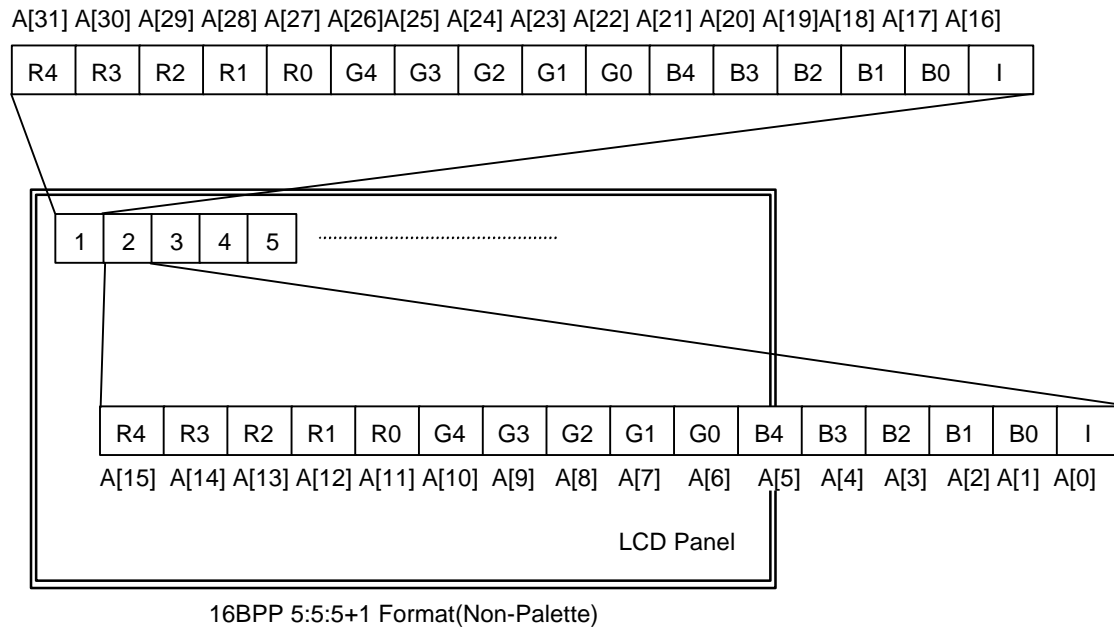 A[31] A[30] A[29] A[28] A[27] A[26]A[25] A[24] A[23] A[22] A[21] A[20] A[19]A[18] A[17] A[16]
R4 R3 R2 R1 R0 G4 G3 G2 G1 G0 B4 B3 B2 B1 B0 I
1 2 3 4 5
R4 R3 R2 R1 R0 G4 G3 G2 G1 G0 B4 B3 B2 B1 B0 I
A[15] A[14] A[13] A[12] A[11] A[10] A[9] A[8] A[7] A[6] A[5] A[4] A[3] A[2] A[1] A[0]
LCD Panel
16BPP 5:5:5+1 Format(Non-Palette)